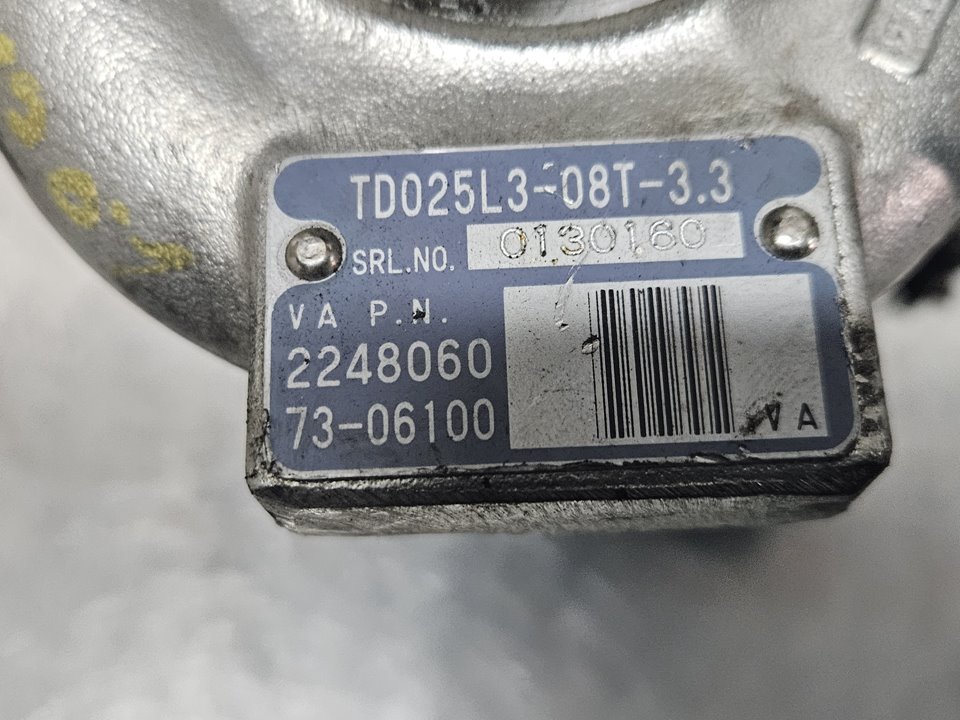 TD025L3-08T-3.3
SRL.NO. 0130160
VA P.N.
2248060
73-06100
VA